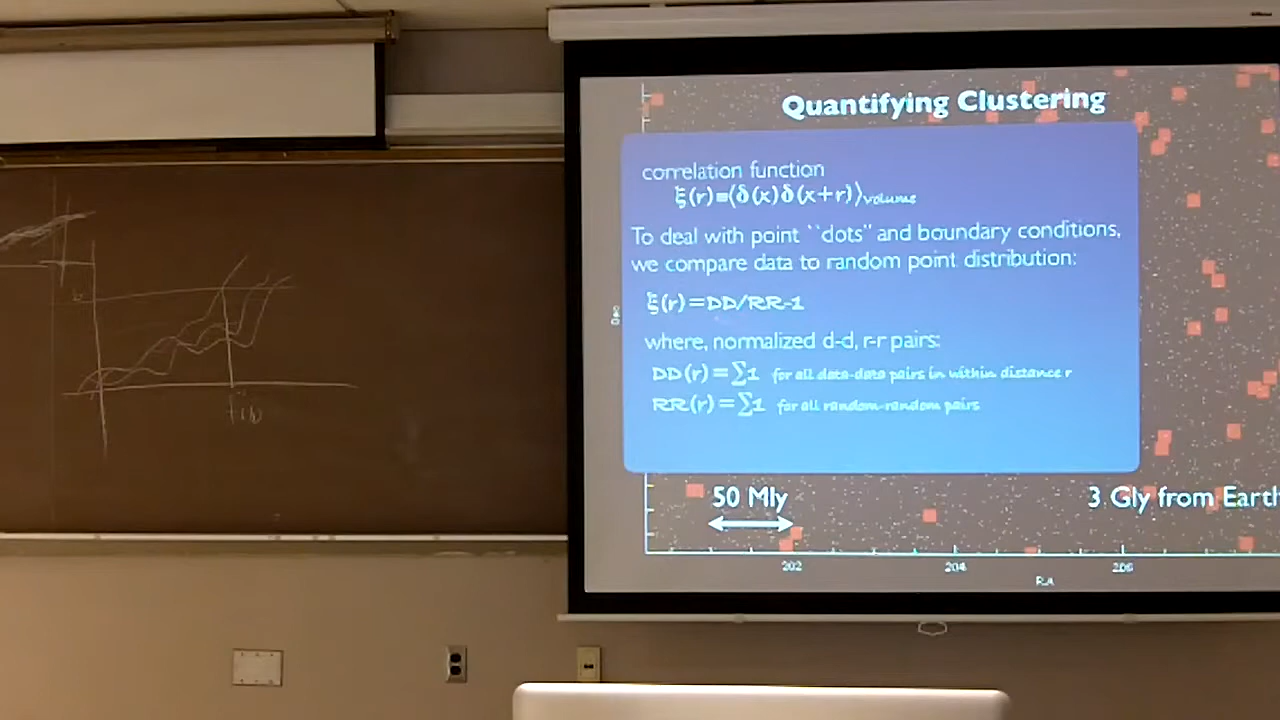 Quantifying Clustering
correlation function
ξ(r)≡⟨δ(x)δ(x+r)⟩volume
To deal with point ``dots" and boundary conditions,
we compare data to random point distribution:
ξ(r)=DD/RR-1
where, normalized d-d, r-r pairs:
DD(r)=∑1 for all data-data pairs in within distance r
RR(r)=∑1 for all random-random pairs
50 Mly
3 Gly from Earth
202
204
206
RA
Dec